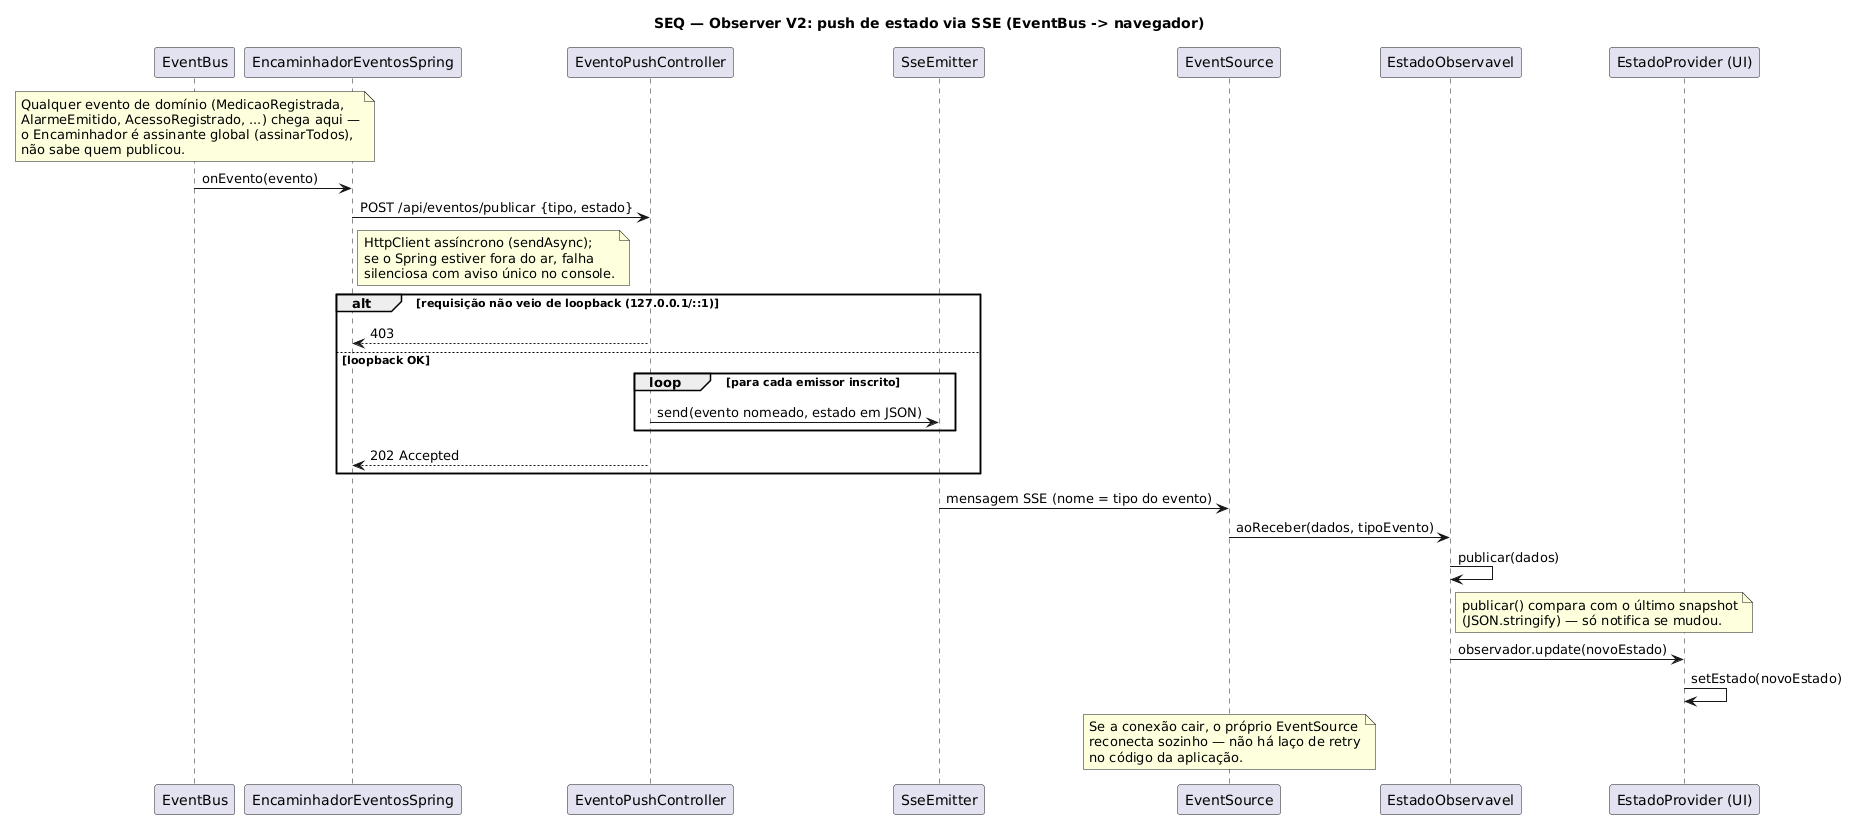 SEQ — Observer V2: push de estado via SSE (EventBus -> navegador)
EventBus
EncaminhadorEventosSpring
EventoPushController
SseEmitter
EventSource
EstadoObservavel
EstadoProvider (UI)
Qualquer evento de domínio (MedicaoRegistrada,
AlarmeEmitido, AcessoRegistrado, ...) chega aqui —
o Encaminhador é assinante global (assinarTodos),
não sabe quem publicou.
onEvento(evento)
POST /api/eventos/publicar {tipo, estado}
HttpClient assíncrono (sendAsync);
se o Spring estiver fora do ar, falha
silenciosa com aviso único no console.
alt
[requisição não veio de loopback (127.0.0.1/::1)]
403
[loopback OK]
loop
[para cada emissor inscrito]
send(evento nomeado, estado em JSON)
202 Accepted
mensagem SSE (nome = tipo do evento)
aoReceber(dados, tipoEvento)
publicar(dados)
publicar() compara com o último snapshot
(JSON.stringify) — só notifica se mudou.
observador.update(novoEstado)
setEstado(novoEstado)
Se a conexão cair, o próprio EventSource
reconecta sozinho — não há laço de retry
no código da aplicação.
EventBus
EncaminhadorEventosSpring
EventoPushController
SseEmitter
EventSource
EstadoObservavel
EstadoProvider (UI)